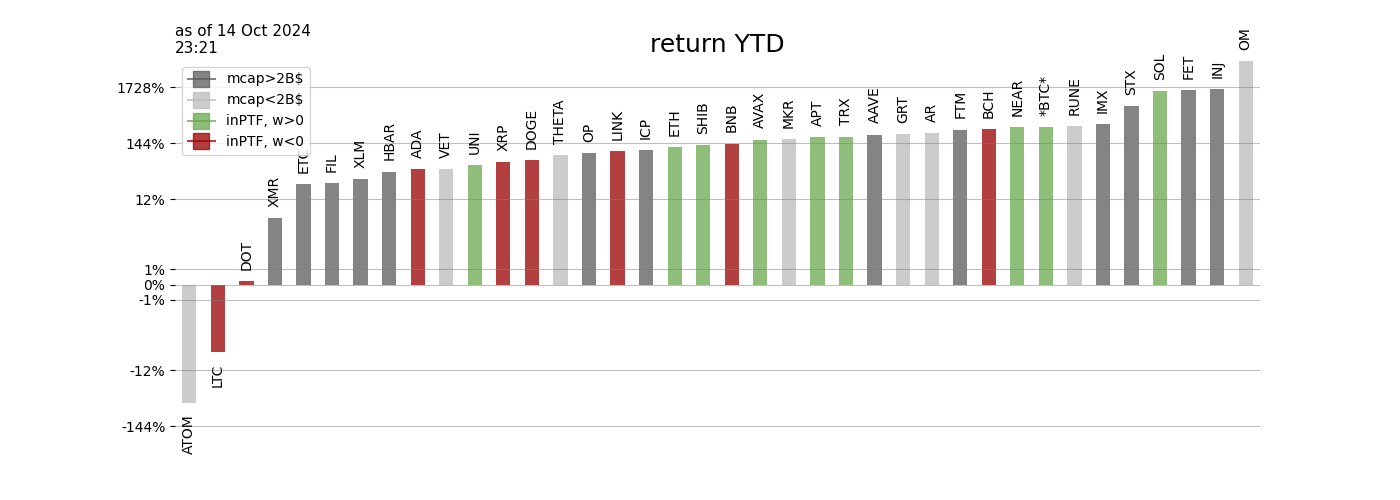 as of 14 Oct 2024
23:21
return YTD
mcap>2B$
mcap<2B$
inPTF, w>0
inPTF, w<0
1728%
144%
12%
1%
0%
-1%
-12%
-144%
ATOM
LTC
DOT
XMR
ETC
FIL
XLM
HBAR
ADA
VET
UNI
XRP
DOGE
THETA
OP
LINK
ICP
ETH
SHIB
BNB
AVAX
MKR
APT
TRX
AAVE
GRT
AR
FTM
BCH
NEAR
*BTC*
RUNE
IMX
STX
SOL
FET
INJ
OM